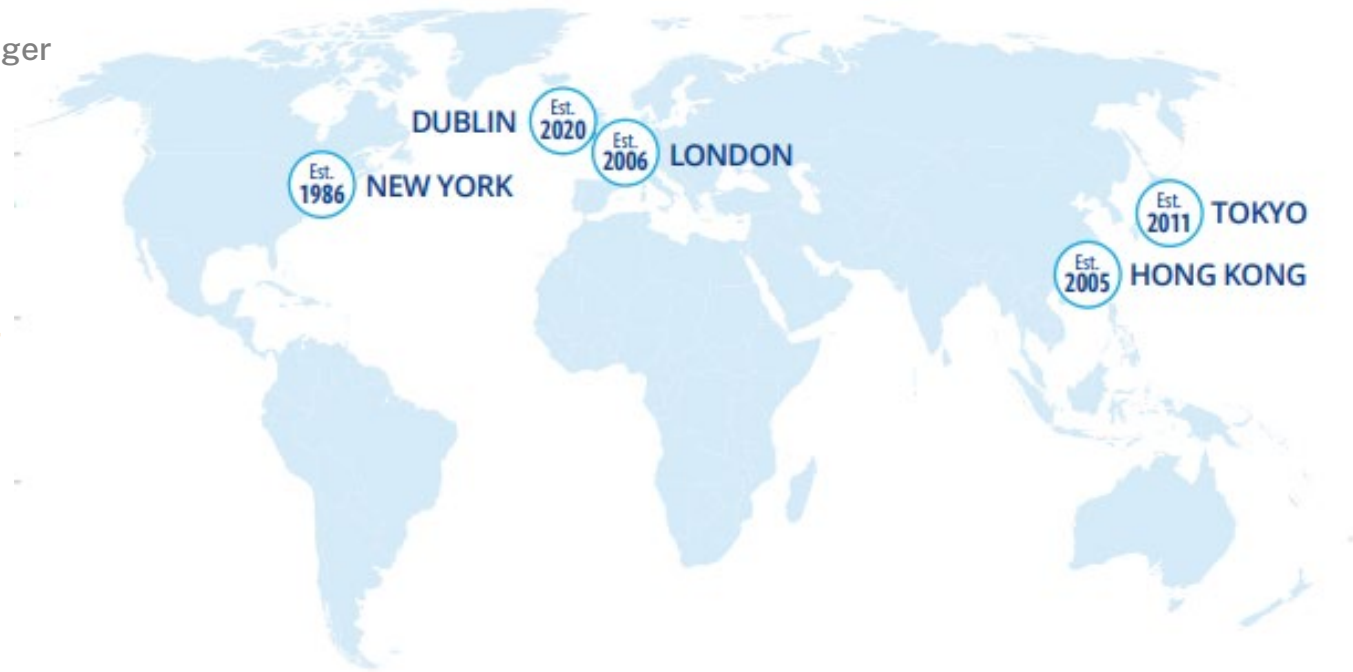 ger
DUBLIN
Est.
2020
Est.
2006
LONDON
Est.
1986
NEW YORK
Est.
2011
TOKYO
Est.
2005
HONG KONG